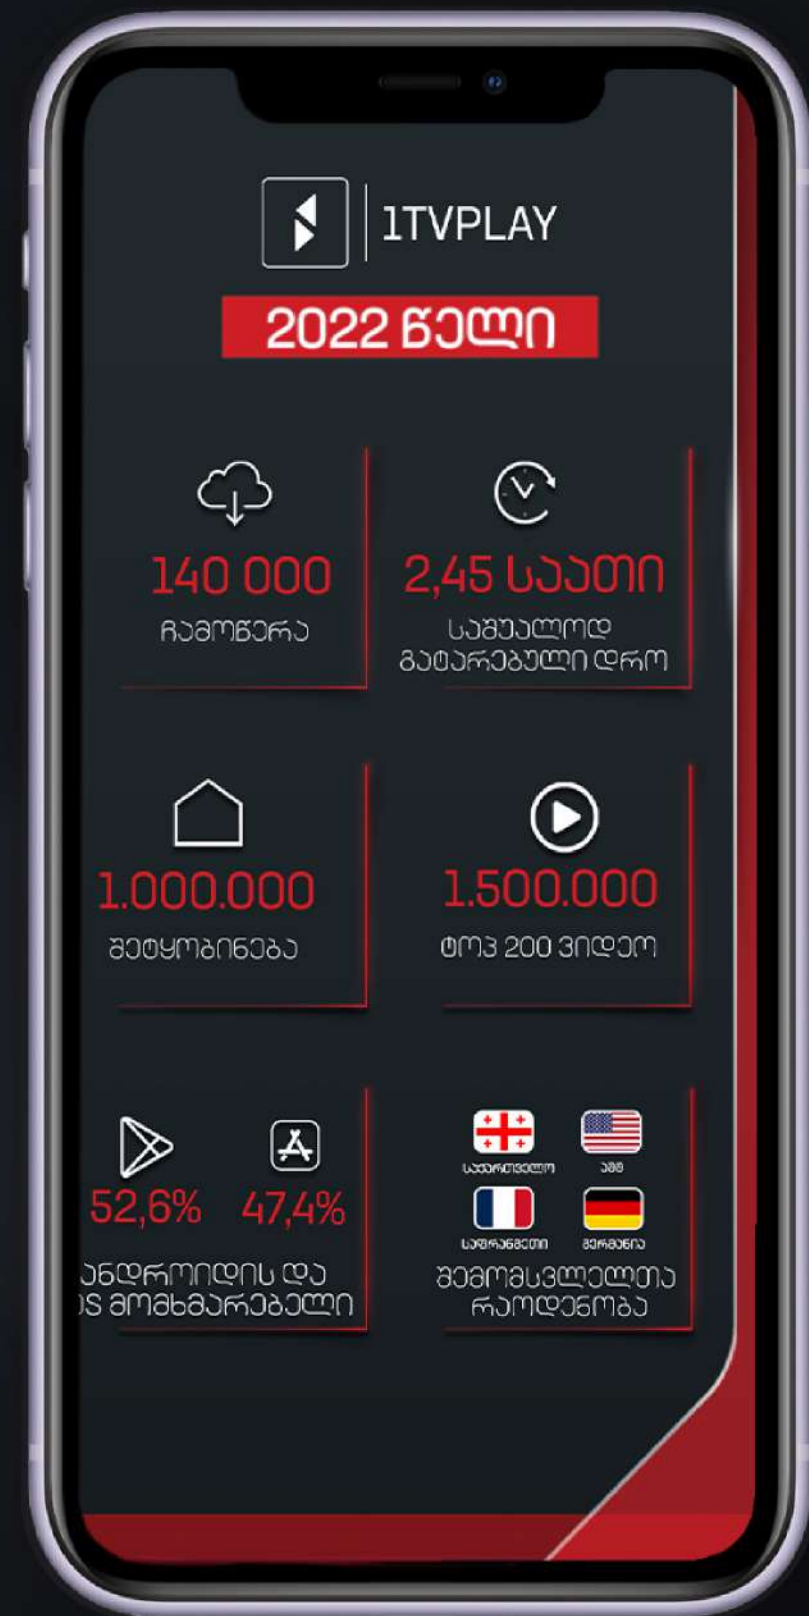 1TVPLAY
2022 წელი
140 000
ჩამოწერა
2,45 საათი
საშუალოდ
გატარებული დრო
1.000.000
შეტყობინება
1.500.000
ტოპ 200 ვიდეო
52,6% 47,4%
ანდროიდის და
OS მომხმარებელი
საქართველო აშშ
საფრანგეთი გერმანია
შემომსვლელთა
რაოდენობა